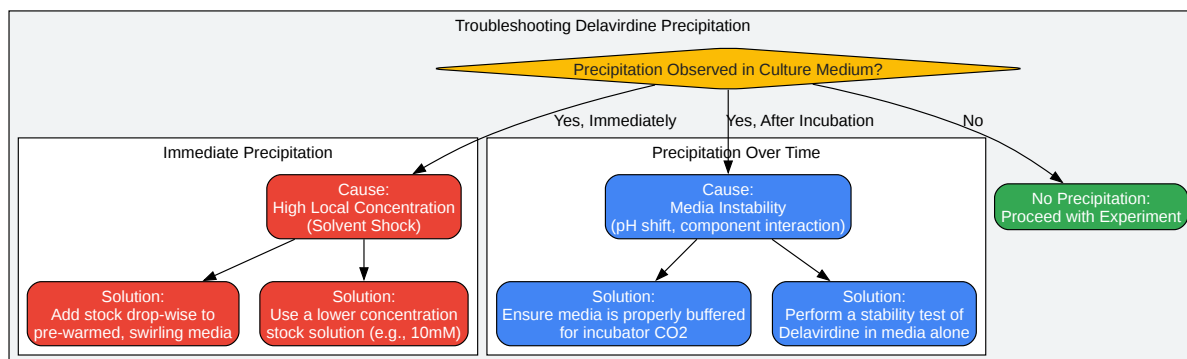 Troubleshooting Delavirdine Precipitation
Precipitation Observed in Culture Medium?
Yes, Immediately
Yes, After Incubation
No
Immediate Precipitation
Precipitation Over Time
Cause:
High Local Concentration
(Solvent Shock)
Cause:
Media Instability
(pH shift, component interaction)
No Precipitation:
Proceed with Experiment
Solution:
Add stock drop-wise to
pre-warmed, swirling media
Solution:
Use a lower concentration
stock solution (e.g., 10mM)
Solution:
Ensure media is properly buffered
for incubator CO2
Solution:
Perform a stability test of
Delavirdine in media alone